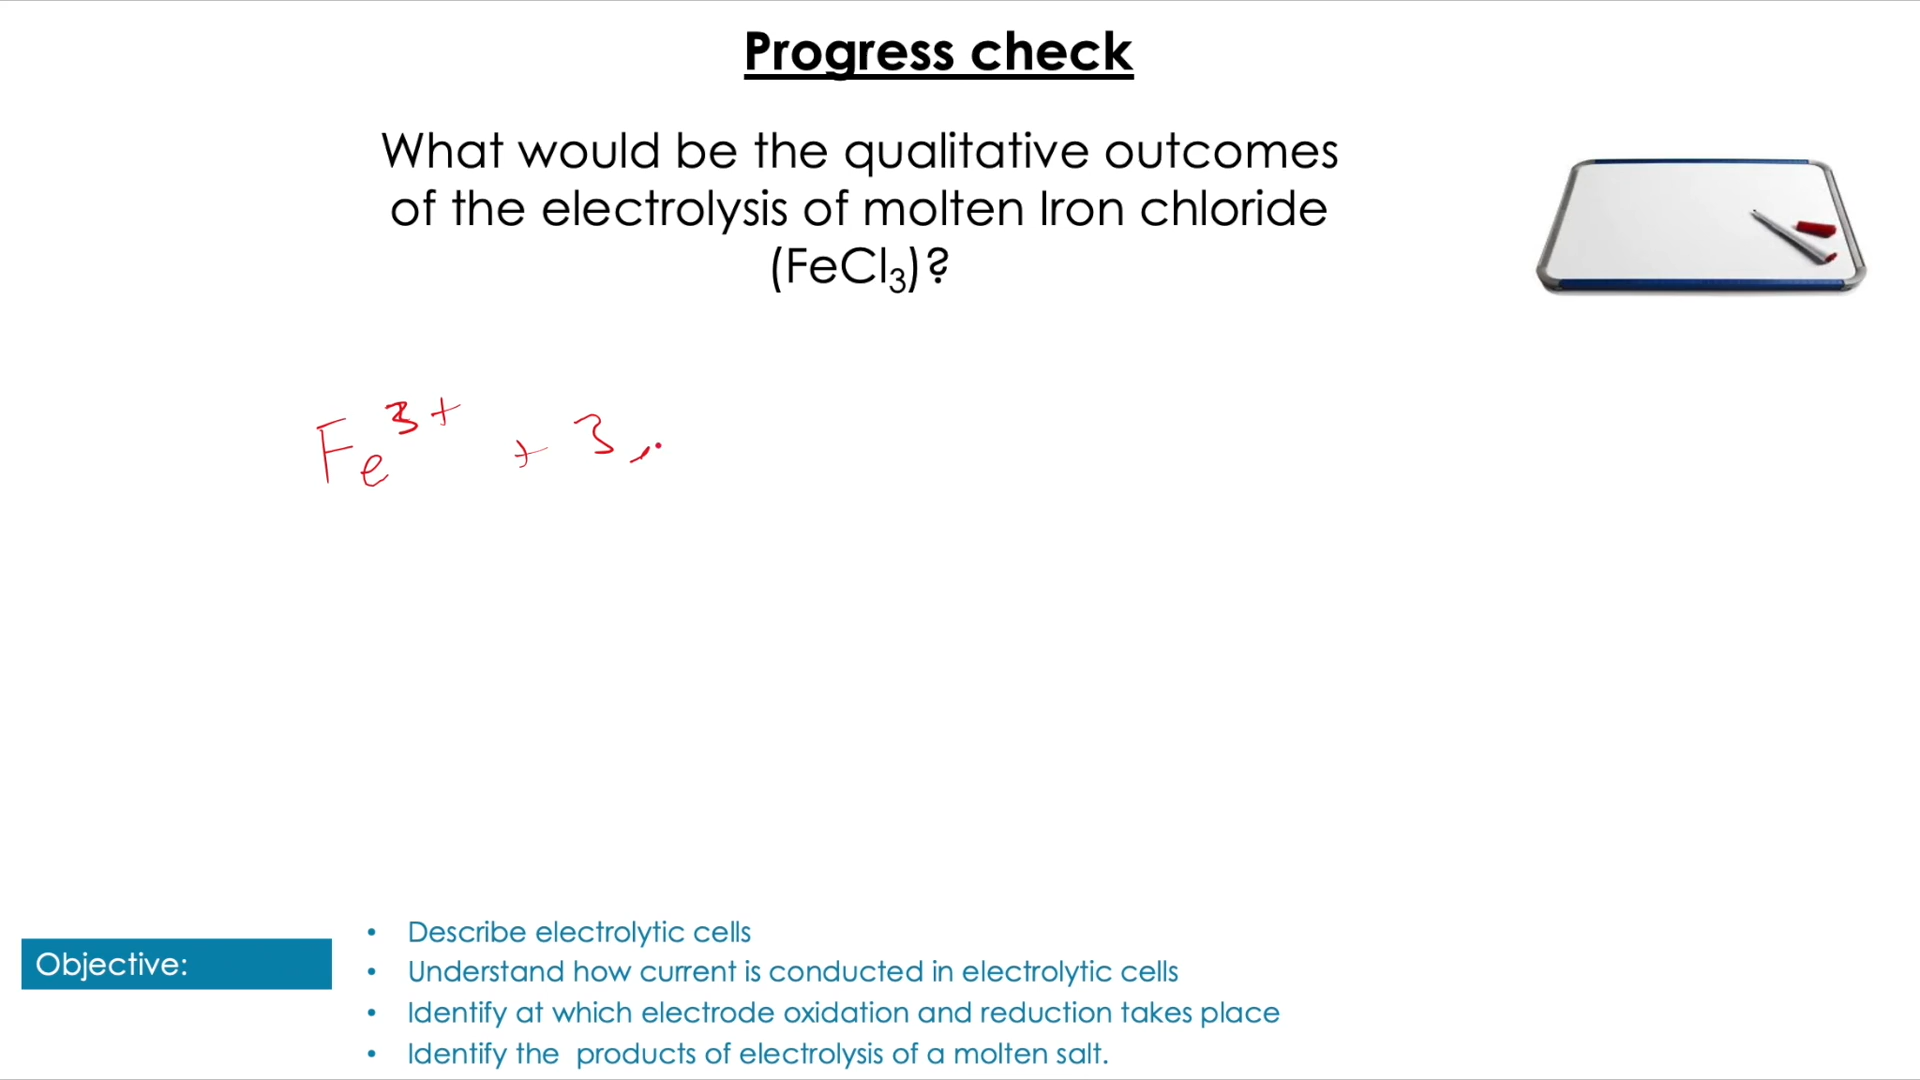 Progress check
What would be the qualitative outcomes
of the electrolysis of molten Iron chloride
(FeCl₃)?
Fe³⁺ + 3
Objective:
• Describe electrolytic cells
• Understand how current is conducted in electrolytic cells
• Identify at which electrode oxidation and reduction takes place
• Identify the products of electrolysis of a molten salt.